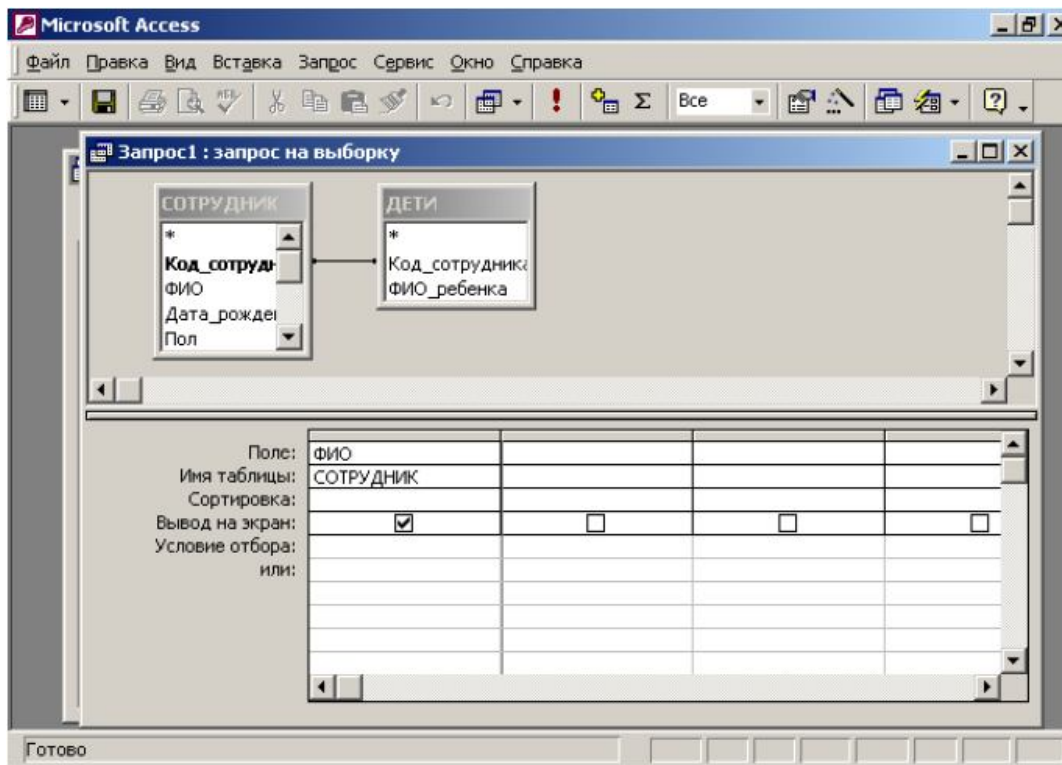 Microsoft Access
Файл Правка Вид Вставка Запрос Сервис Окно Справка
Все
Запрос1 : запрос на выборку
СОТРУДНИК ДЕТИ
* *
Код_сотрудн Код_сотрудника
ФИО ФИО_ребенка
Дата_рожден
Пол
Поле: ФИО
Имя таблицы: СОТРУДНИК
Сортировка:
Вывод на экран:
Условие отбора:
или:
Готово